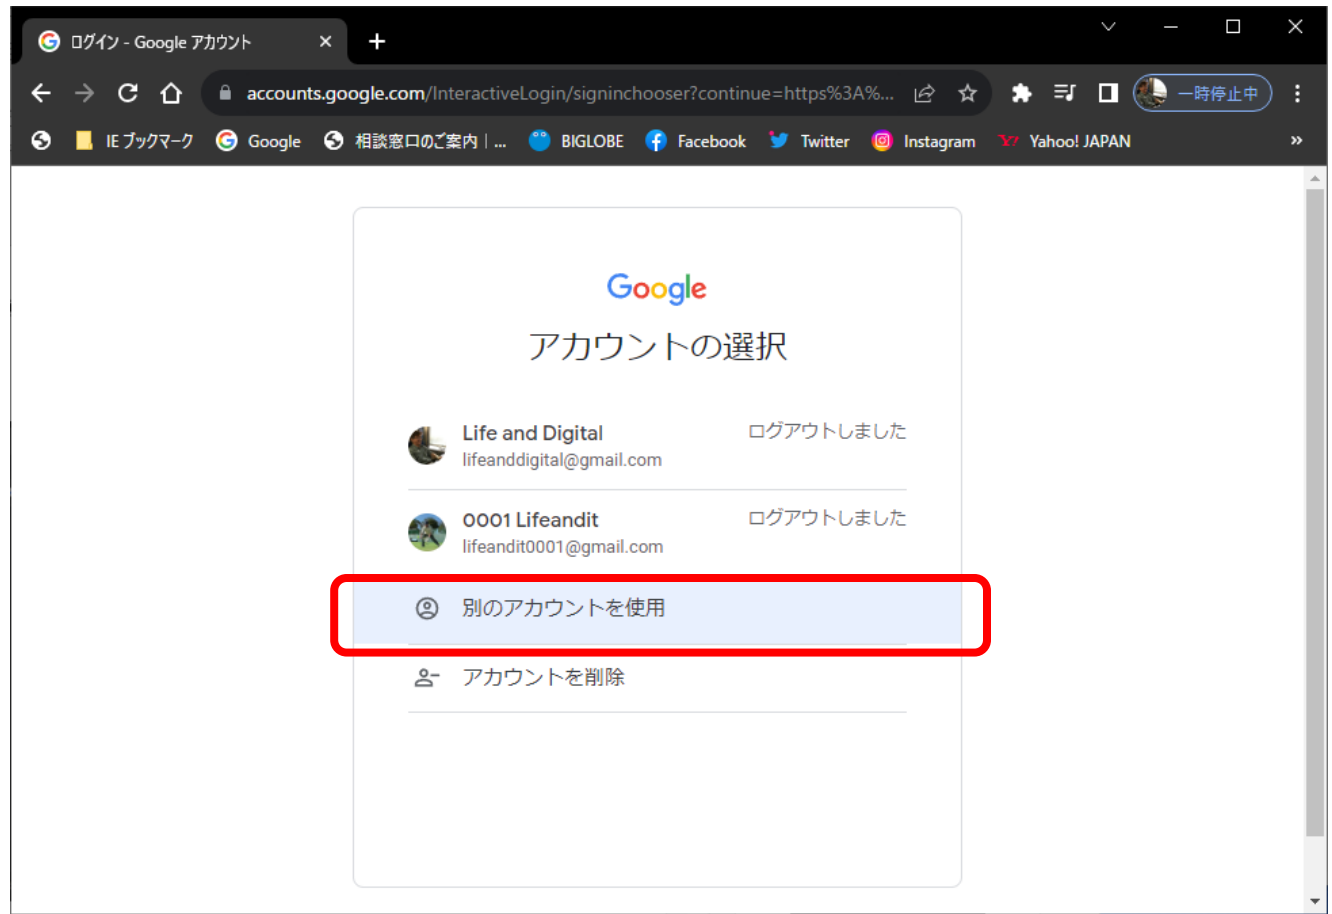 ログイン - Google アカウント
accounts.google.com/InteractiveLogin/signinchooser?continue=https%3A%... 一時停止中
IE ブックマーク Google 相談窓口のご案内 | ... BIGLOBE Facebook Twitter Instagram Yahoo! JAPAN »
Google
アカウントの選択
Life and Digital ログアウトしました
lifeanddigital@gmail.com
0001 Lifeandit ログアウトしました
lifeandit0001@gmail.com
別のアカウントを使用
アカウントを削除